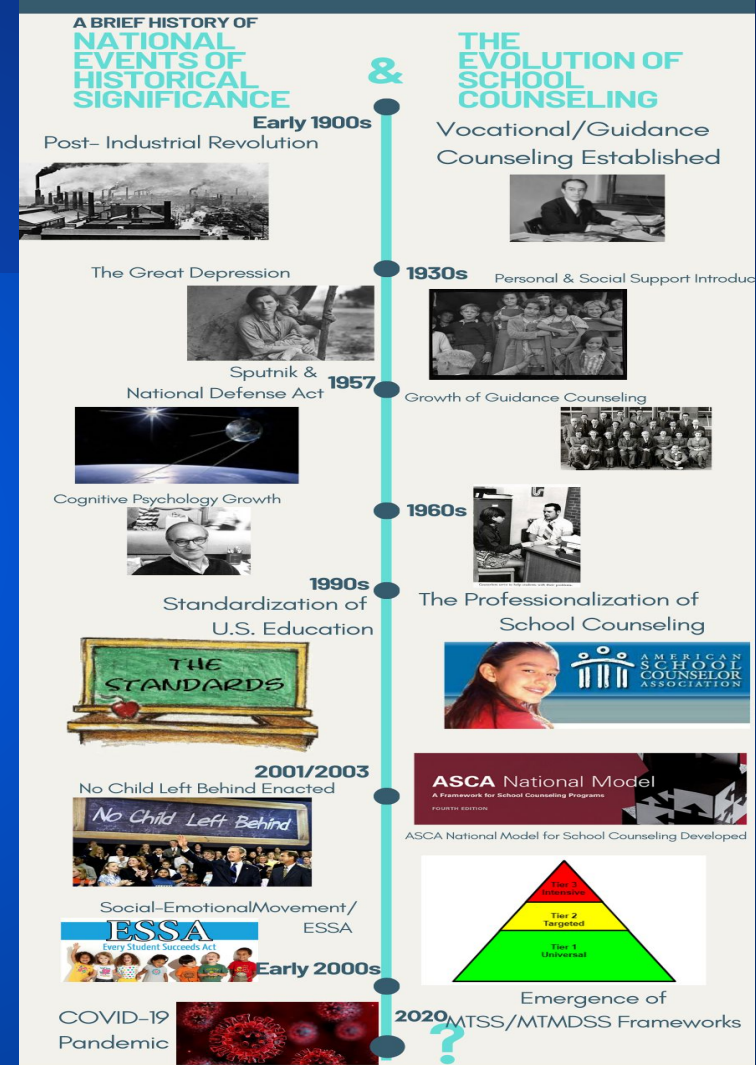 A BRIEF HISTORY OF
NATIONAL
EVENTS OF
HISTORICAL
SIGNIFICANCE
&
THE
EVOLUTION OF
SCHOOL
COUNSELING
Early 1900s
Post- Industrial Revolution
Vocational/Guidance
Counseling Established
The Great Depression
1930s
Personal & Social Support Introduc
Sputnik &
National Defense Act
1957
Growth of Guidance Counseling
Cognitive Psychology Growth
1960s
1990s
Standardization of
U.S. Education
THE
STANDARDS
The Professionalization of
School Counseling
AMERICAN
SCHOOL
COUNSELOR
ASSOCIATION
2001/2003
No Child Left Behind Enacted
No Child Left Behind
ASCA National Model
A Framework for School Counseling Programs
FOURTH EDITION
ASCA National Model for School Counseling Developed
Social-EmotionalMovement/
ESSA
ESSA
Every Student Succeeds Act
Early 2000s
Tier 3
Intensive
Tier 2
Targeted
Tier 1
Universal
Emergence of
MTSS/MTMDSS Frameworks
COVID-19
Pandemic
2020
?